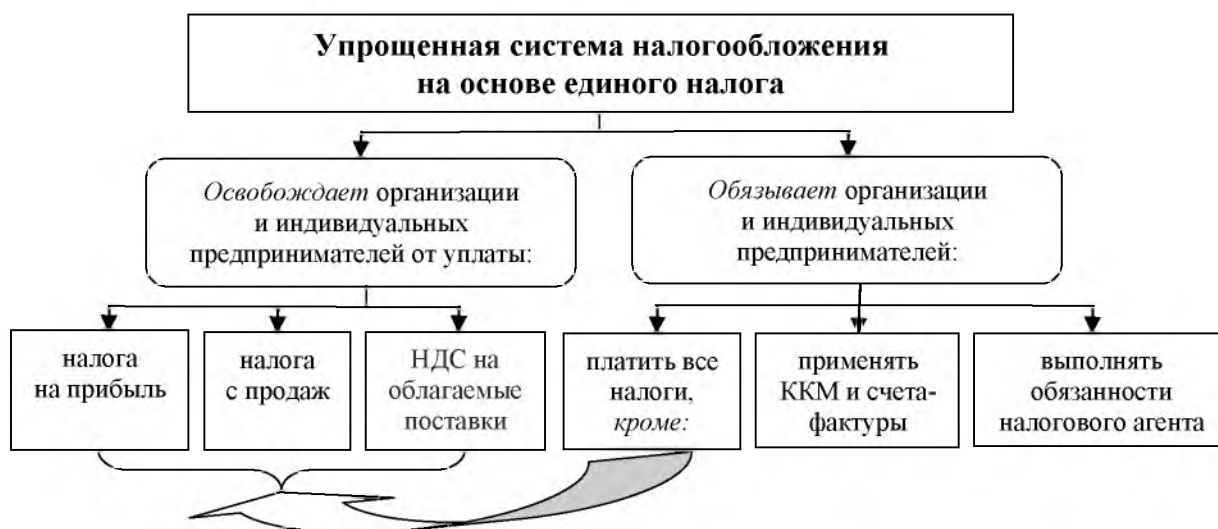 Упрощенная система налогообложения
на основе единого налога
Освобождает организации
и индивидуальных
предпринимателей от уплаты:
Обязывает организации
и индивидуальных
предпринимателей:
налога
на прибыль
налога
с продаж
НДС на
облагаемые
поставки
платить все
налоги,
кроме:
применять
ККМ и счета-
фактуры
выполнять
обязанности
налогового агента